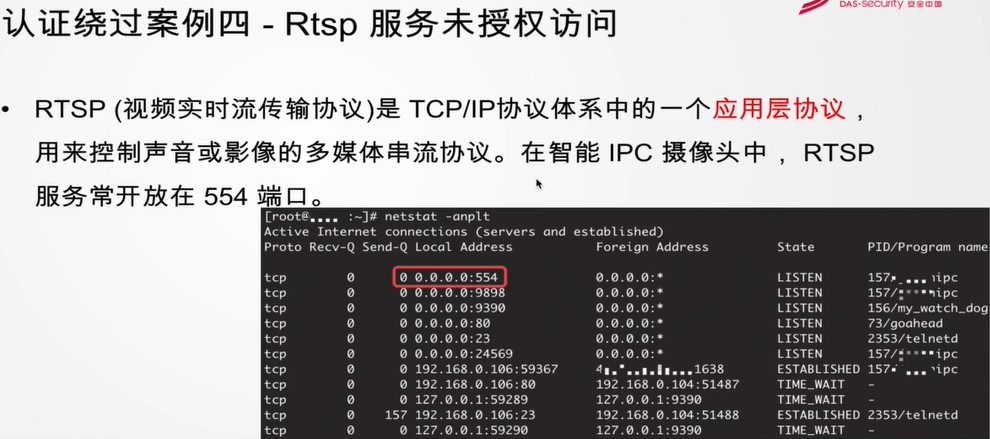 DAS-security 安全中国
认证绕过案例四 - Rtsp 服务未授权访问
• RTSP (视频实时流传输协议)是 TCP/IP协议体系中的一个应用层协议，
用来控制声音或影像的多媒体串流协议。在智能 IPC 摄像头中， RTSP
服务常开放在 554 端口。
[root@ :~]# netstat -anplt
Active Internet connections (servers and established)
Proto Recv-Q Send-Q Local Address Foreign Address State PID/Program name
tcp 0 0 0.0.0.0:554 0.0.0.0:* LISTEN 157 ipc
tcp 0 0 0.0.0.0:9898 0.0.0.0:* LISTEN 157/ ipc
tcp 0 0 0.0.0.0:9390 0.0.0.0:* LISTEN 156/my_watch_dog
tcp 0 0 0.0.0.0:80 0.0.0.0:* LISTEN 73/goahead
tcp 0 0 0.0.0.0:23 0.0.0.0:* LISTEN 2353/telnetd
tcp 0 0 0.0.0.0:24569 0.0.0.0:* LISTEN 157/ ipc
tcp 0 0 192.168.0.106:59367 4 1638 ESTABLISHED 157 ipc
tcp 0 0 192.168.0.106:80 192.168.0.104:51487 TIME_WAIT -
tcp 0 0 127.0.0.1:59289 127.0.0.1:9390 TIME_WAIT -
tcp 0 157 192.168.0.106:23 192.168.0.104:51488 ESTABLISHED 2353/telnetd
tcp 0 0 127.0.0.1:59290 127.0.0.1:9390 TIME_WAIT -